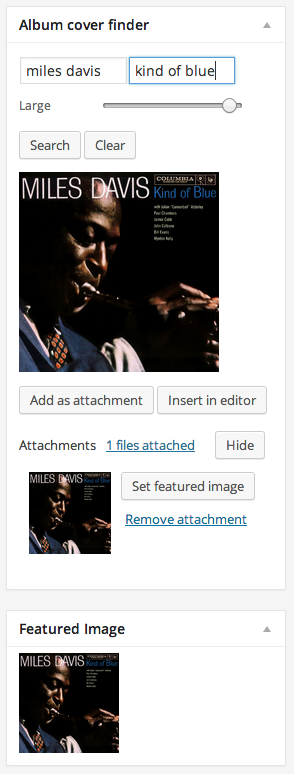 Album cover finder
miles davis kind of blue
Large
Search Clear
MILES DAVIS COLUMBIA
Kind of Blue
with Julian "Cannonball" Adderley
Paul Chambers
James Cobb
John Coltrane
Bill Evans
Wynton Kelly
Add as attachment Insert in editor
Attachments 1 files attached Hide
MILES DAVIS Kind of Blue
Set featured image
Remove attachment
Featured Image
MILES DAVIS Kind of Blue